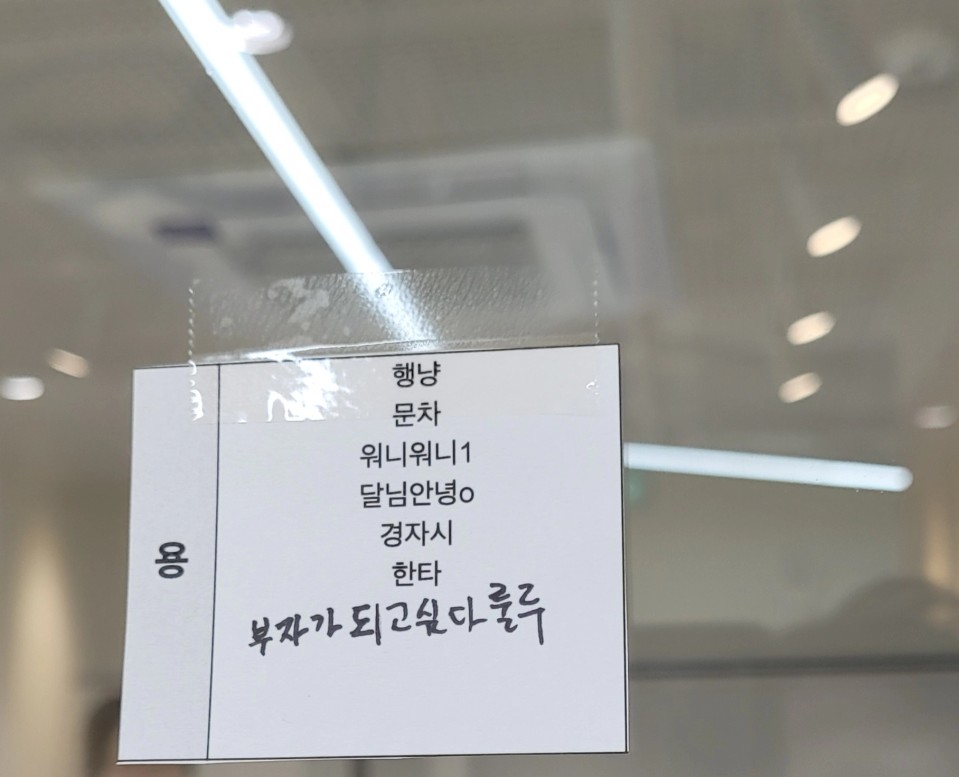 용
행냥
문차
워니워니1
달님안녕o
경자시
한타
부자가 되고싶다 룰루